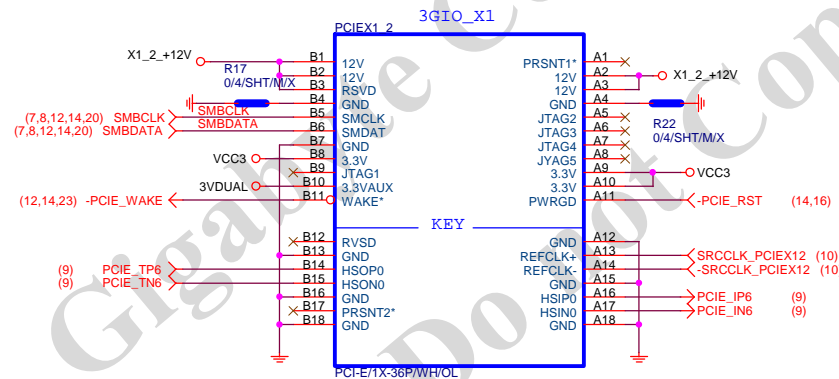 3GIO_X1
PCIEX1_2
X1_2_+12V
R17
0/4/SHT/M/X
B1 12V
B2 12V
B3 RSVD
B4 GND
B5 SMCLK
B6 SMDAT
B7 GND
B8 3.3V
B9 JTAG1
B10 3.3VAUX
B11 WAKE*
(7,8,12,14,20) SMBCLK SMBCLK
(7,8,12,14,20) SMBDATA SMBDATA
VCC3
3VDUAL
(12,14,23) -PCIE_WAKE
PRSNT1* A1
12V A2
12V A3
GND A4
JTAG2 A5
JTAG3 A6
JTAG4 A7
JYAG5 A8
3.3V A9
3.3V A10
PWRGD A11
X1_2_+12V
R22
0/4/SHT/M/X
VCC3
-PCIE_RST (14,16)
KEY
B12 RVSD
B13 GND
B14 HSOP0
B15 HSON0
B16 GND
B17 PRSNT2*
B18 GND
(9) PCIE_TP6
(9) PCIE_TN6
GND A12
REFCLK+ A13
REFCLK- A14
GND A15
HSIP0 A16
HSIN0 A17
GND A18
SRCCLK_PCIEX12 (10)
-SRCCLK_PCIEX12 (10
PCIE_IP6 (9)
PCIE_IN6 (9)
PCI-E/1X-36P/WH/OL
Gigabyte Co
Do not Cop